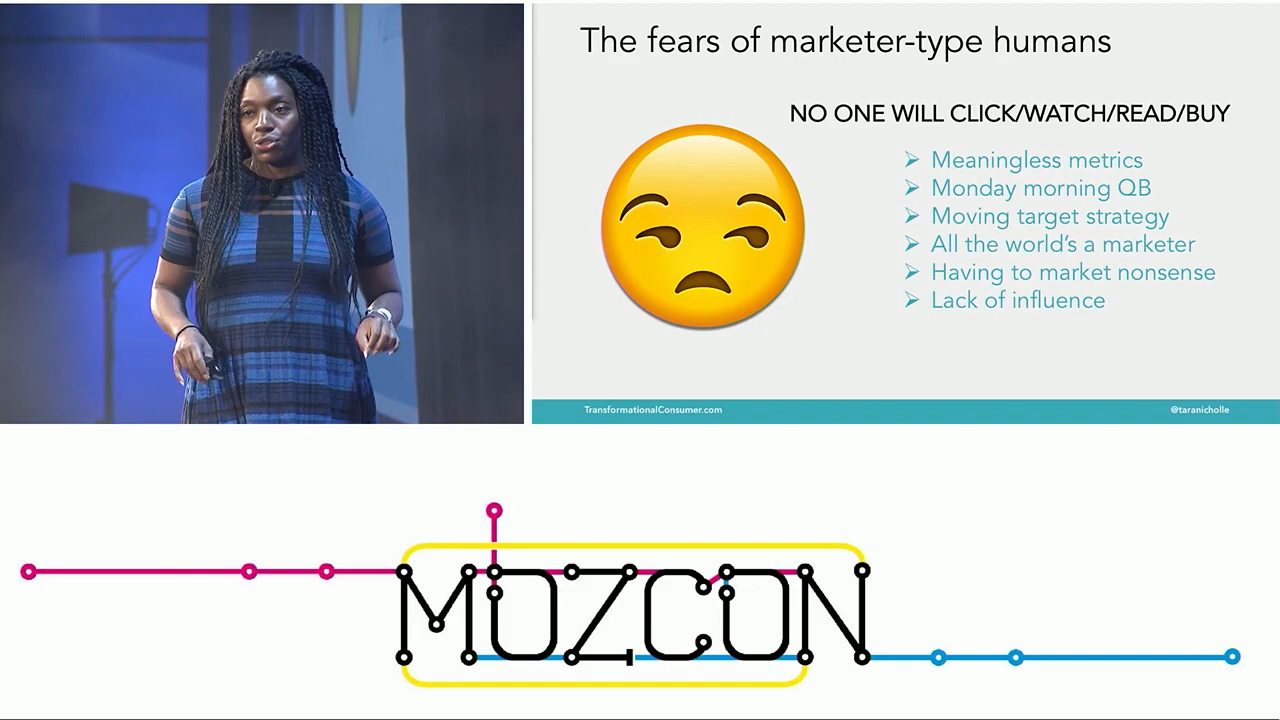 The fears of marketer-type humans
NO ONE WILL CLICK/WATCH/READ/BUY
➢ Meaningless metrics
➢ Monday morning QB
➢ Moving target strategy
➢ All the world's a marketer
➢ Having to market nonsense
➢ Lack of influence
TransformationalConsumer.com
@taranicholle
MOZCON